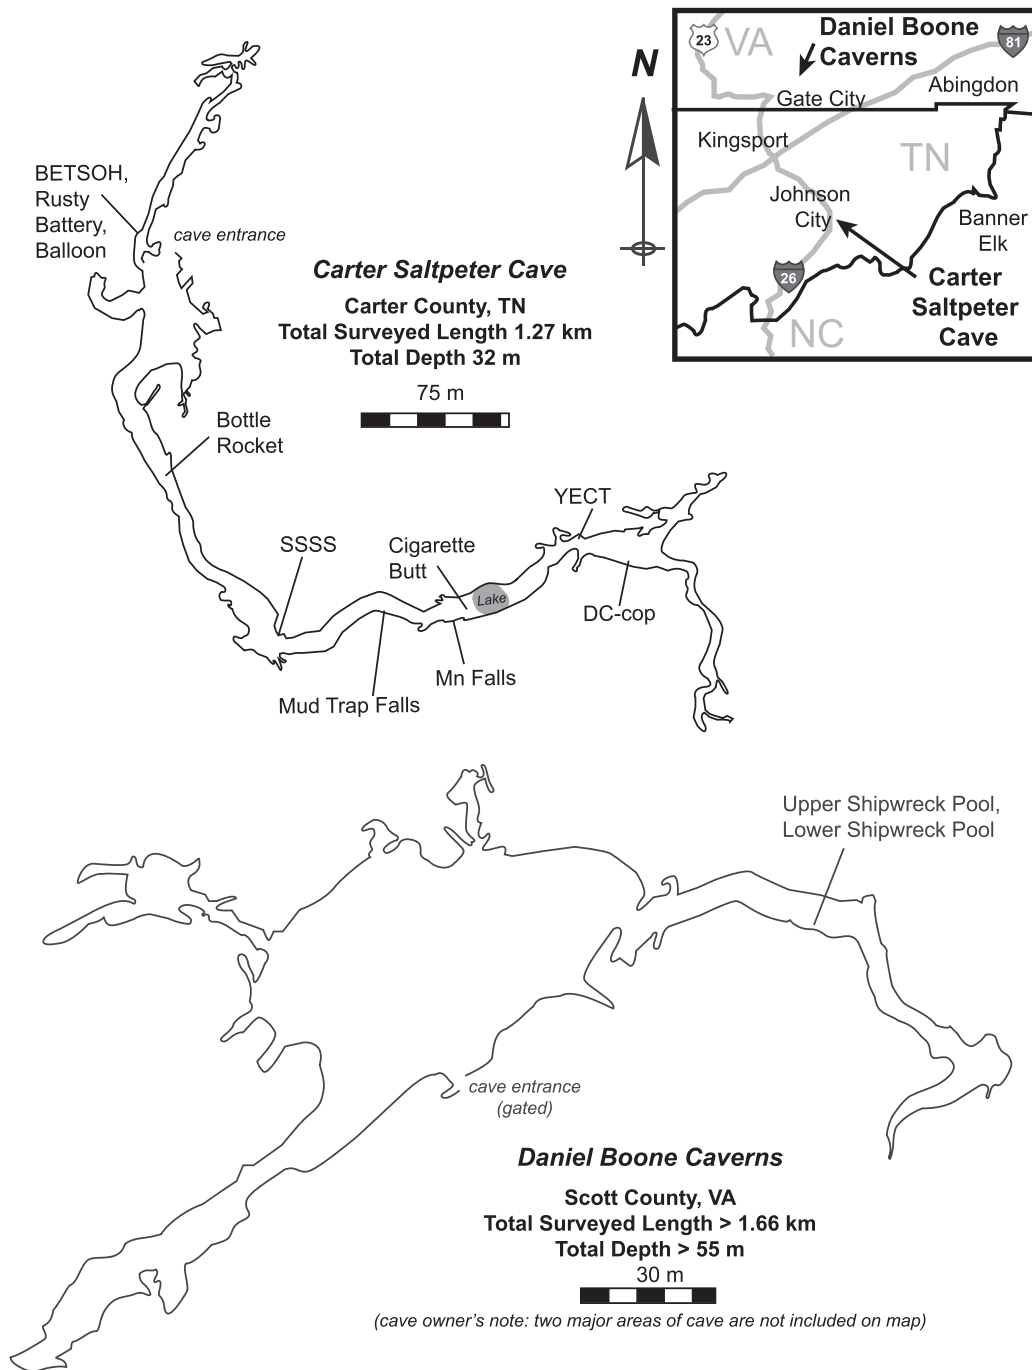 Daniel Boone
Caverns
23
VA
81
N
Gate City
Abingdon
Kingsport
TN
Johnson
City
Banner
Elk
26
NC
Carter
Saltpeter
Cave
BETSOH,
Rusty
Battery,
Balloon
cave entrance
Carter Saltpeter Cave
Carter County, TN
Total Surveyed Length 1.27 km
Total Depth 32 m
75 m
Bottle
Rocket
SSSS
Cigarette
Butt
Lake
YECT
DC-cop
Mn Falls
Mud Trap Falls
Upper Shipwreck Pool,
Lower Shipwreck Pool
cave entrance
(gated)
Daniel Boone Caverns
Scott County, VA
Total Surveyed Length > 1.66 km
Total Depth > 55 m
30 m
(cave owner's note: two major areas of cave are not included on map)